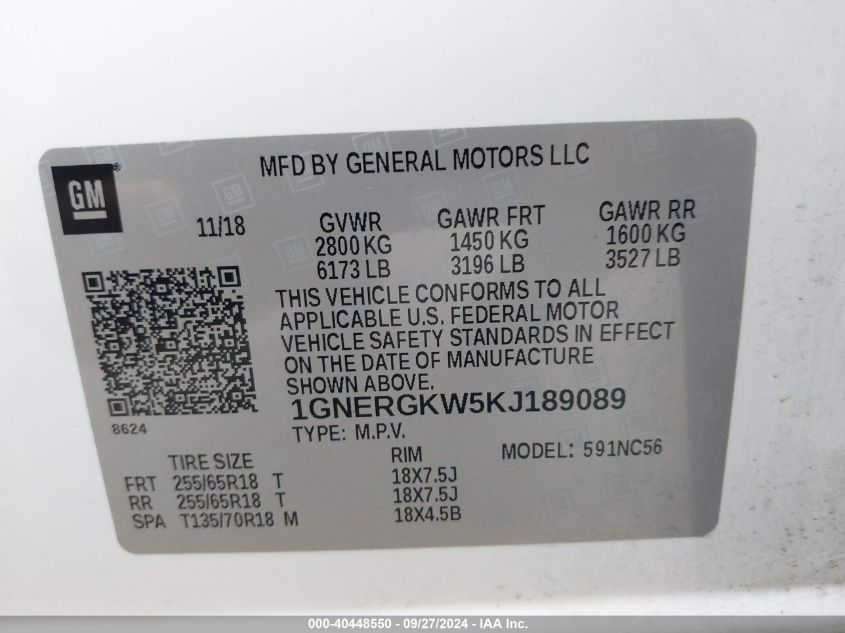 MFD BY GENERAL MOTORS LLC
GM
11/18 GVWR GAWR FRT GAWR RR
2800 KG 1450 KG 1600 KG
6173 LB 3196 LB 3527 LB
THIS VEHICLE CONFORMS TO ALL
APPLICABLE U.S. FEDERAL MOTOR
VEHICLE SAFETY STANDARDS IN EFFECT
ON THE DATE OF MANUFACTURE
SHOWN ABOVE.
1GNERGKW5KJ189089
8624
TYPE: M.P.V. MODEL: 591NC56
TIRE SIZE RIM
FRT 255/65R18 T 18X7.5J
RR 255/65R18 T 18X7.5J
SPA T135/70R18 M 18X4.5B
000-40448550 - 09/27/2024 - IAA Inc.